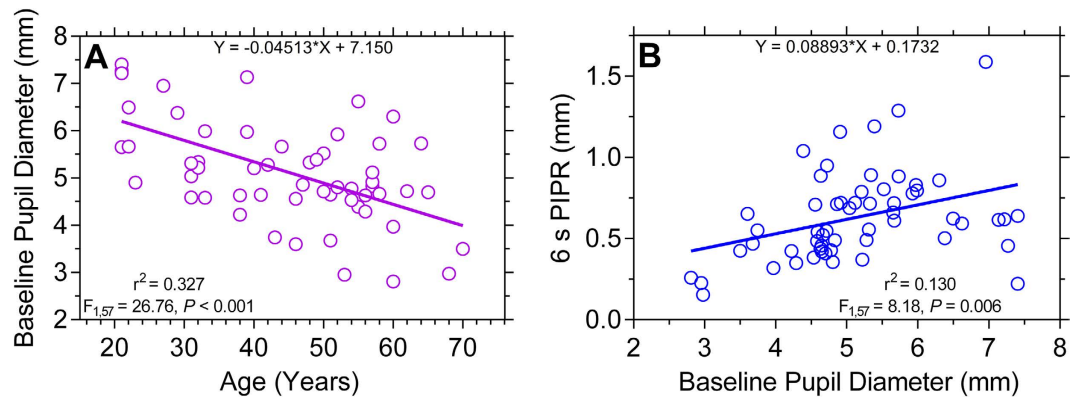 A
Y = -0.04513*X + 7.150
Baseline Pupil Diameter (mm)
8
7
6
5
4
3
2
r² = 0.327
F1,57 = 26.76, P < 0.001
20 30 40 50 60 70
Age (Years)
B
Y = 0.08893*X + 0.1732
6 s PIPR (mm)
1.5
1.0
0.5
0.0
r² = 0.130
F1,57 = 8.18, P = 0.006
2 3 4 5 6 7 8
Baseline Pupil Diameter (mm)